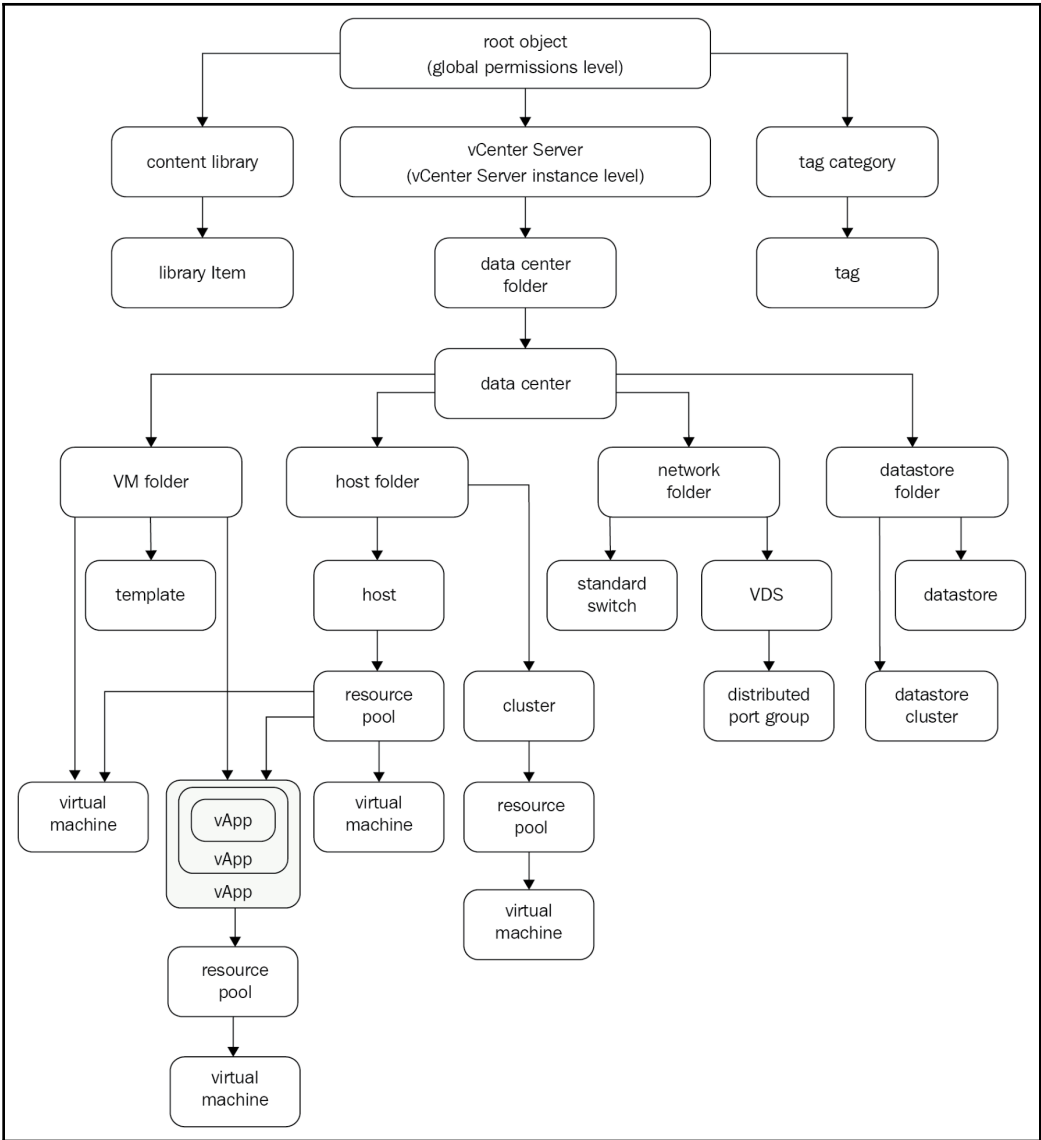 root object
(global permissions level)
content library
vCenter Server
(vCenter Server instance level)
tag category
library Item
data center
folder
tag
data center
VM folder
host folder
network
folder
datastore
folder
template
host
standard
switch
VDS
datastore
resource
pool
cluster
distributed
port group
datastore
cluster
virtual
machine
vApp
vApp
vApp
virtual
machine
resource
pool
virtual
machine
resource
pool
virtual
machine